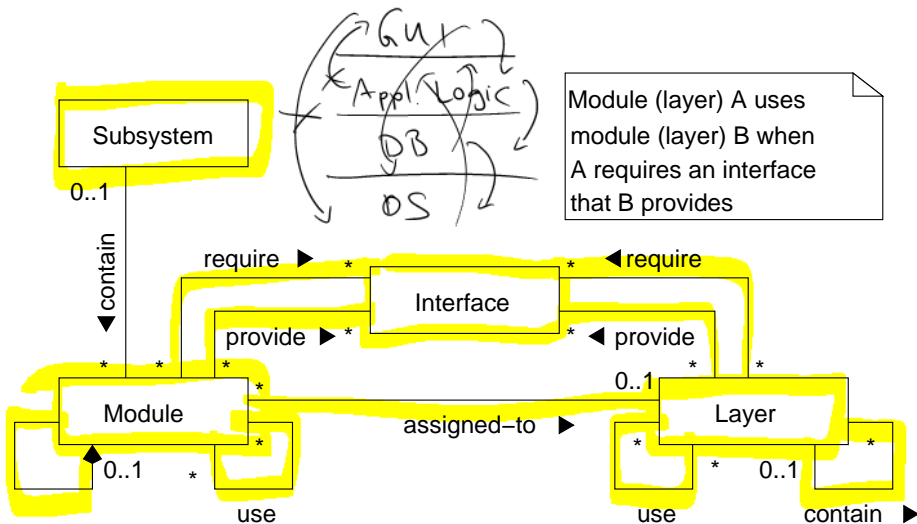 GUI
Appl. Logic
DB
OS
Subsystem
0..1
contain
Module (layer) A uses
module (layer) B when
A requires an interface
that B provides
require
*
*
require
Interface
provide
*
*
provide
*
*
*
*
*
*
0..1
Module
assigned-to
Layer
*
*
0..1
*
use
*
*
0..1
*
use
contain